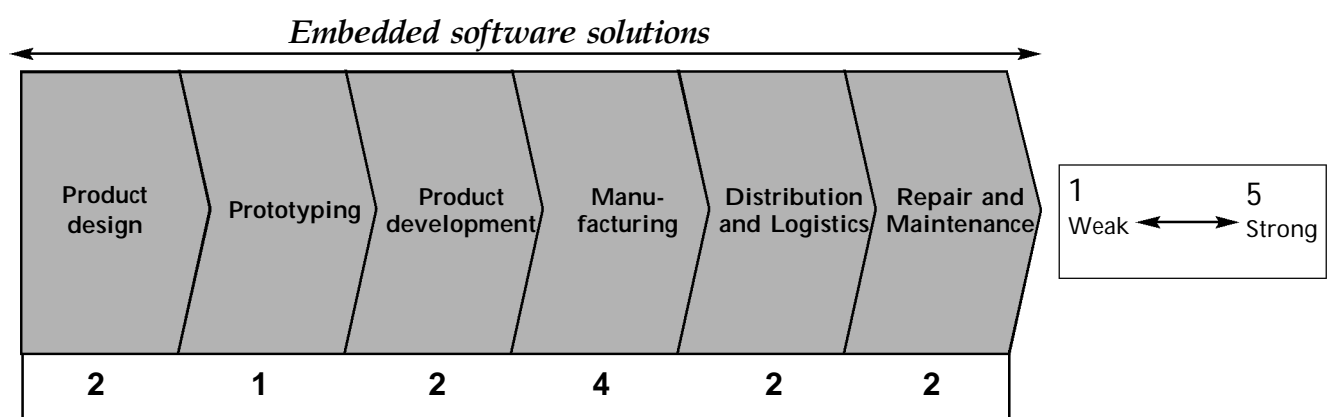 Embedded software solutions
Product
design
Prototyping
Product
development
Manu-
facturing
Distribution
and Logistics
Repair and
Maintenance
1
Weak
5
Strong
2 1 2 4 2 2